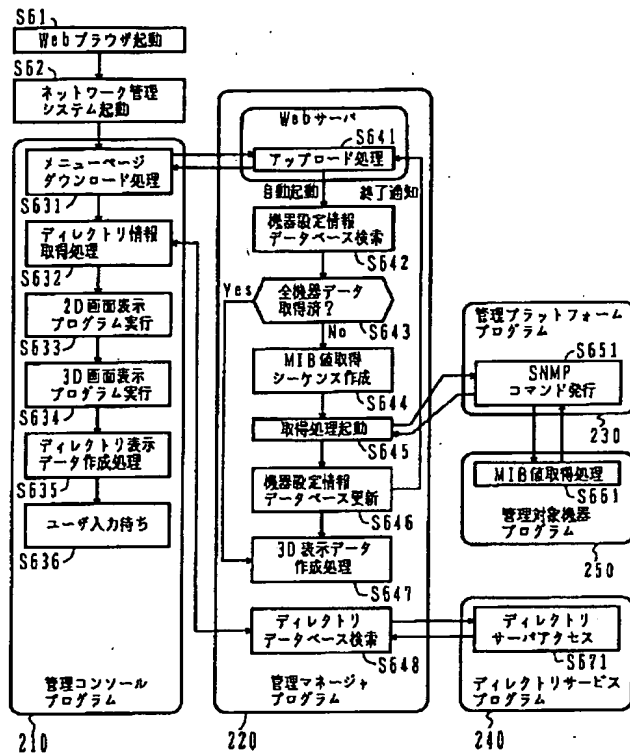 S61
Webブラウザ起動
S62
ネットワーク管理
システム起動
メニューページ
ダウンロード処理
S631
ディレクトリ情報
取得処理
S632
2D画面表示
プログラム実行
S633
3D画面表示
プログラム実行
S634
ディレクトリ表示
データ作成処理
S635
ユーザ入力待ち
S636
管理コンソール
プログラム
210
Webサーバ
S641
アップロード処理
自動起動
終了通知
機器設定情報
データベース検索
S642
Yes
全機器データ
取得済?
S643
No
MIB値取得
シーケンス作成
S644
取得処理起動
S645
機器設定情報
データベース更新
S646
3D表示データ
作成処理
S647
ディレクトリ
データベース検索
S648
管理マネージャ
プログラム
220
管理プラットフォーム
プログラム
S651
SNMP
コマンド発行
230
MIB値取得処理
S661
管理対象機器
プログラム
250
ディレクトリ
サーバアクセス
S671
ディレクトリサービス
プログラム
240